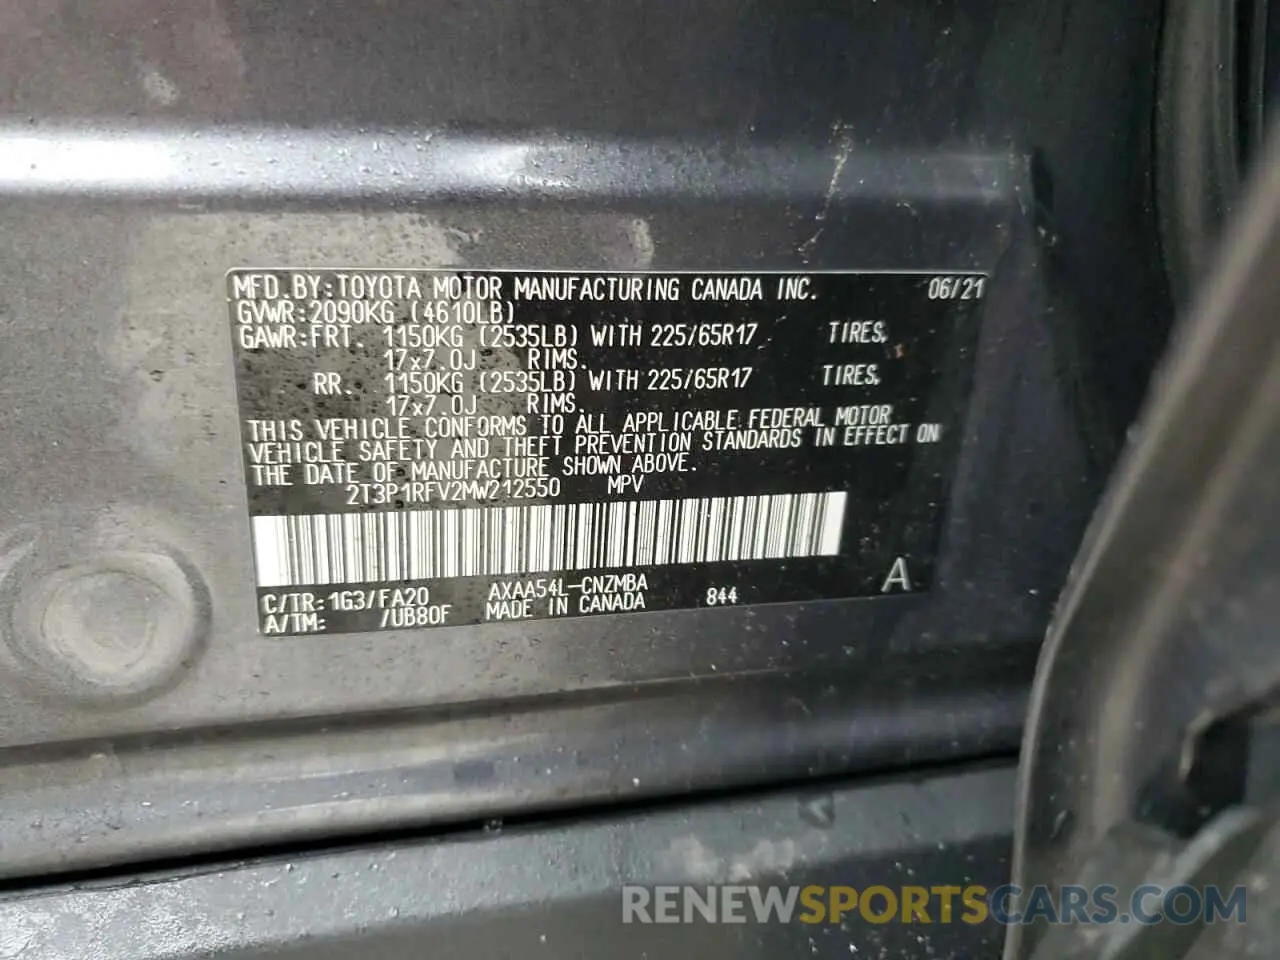 MFD.BY:TOYOTA MOTOR MANUFACTURING CANADA INC. 06/21
GVWR:2090KG (4610LB)
GAWR:FRT. 1150KG (2535LB) WITH 225/65R17 TIRES,
17x7.0J RIMS.
RR. 1150KG (2535LB) WITH 225/65R17 TIRES,
17x7.0J RIMS.
THIS VEHICLE CONFORMS TO ALL APPLICABLE FEDERAL MOTOR
VEHICLE SAFETY AND THEFT PREVENTION STANDARDS IN EFFECT ON
THE DATE OF MANUFACTURE SHOWN ABOVE.
2T3P1RFV2MW212550 MPV
C/TR:1G3/FA20 AXAA54L-CNZMBA 844 A
A/TM: /UB80F MADE IN CANADA
RENEWSPORTSCARS.COM